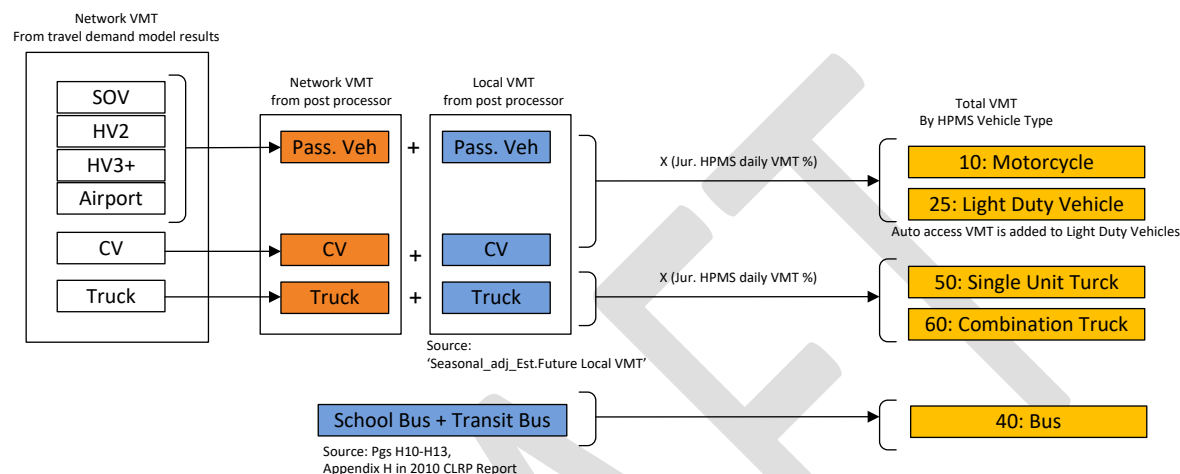 Network VMT
From travel demand model results
SOV
HV2
HV3+
Airport
CV
Truck
Network VMT
from post processor
Pass. Veh
CV
Truck
+
+
+
Local VMT
from post processor
Pass. Veh
CV
Truck
Source:
‘Seasonal_adj_Est.Future Local VMT’
X (Jur. HPMS daily VMT %)
X (Jur. HPMS daily VMT %)
Total VMT
By HPMS Vehicle Type
10: Motorcycle
25: Light Duty Vehicle
Auto access VMT is added to Light Duty Vehicles
50: Single Unit Turck
60: Combination Truck
School Bus + Transit Bus
Source: Pgs H10-H13,
Appendix H in 2010 CLRP Report
40: Bus
AFT